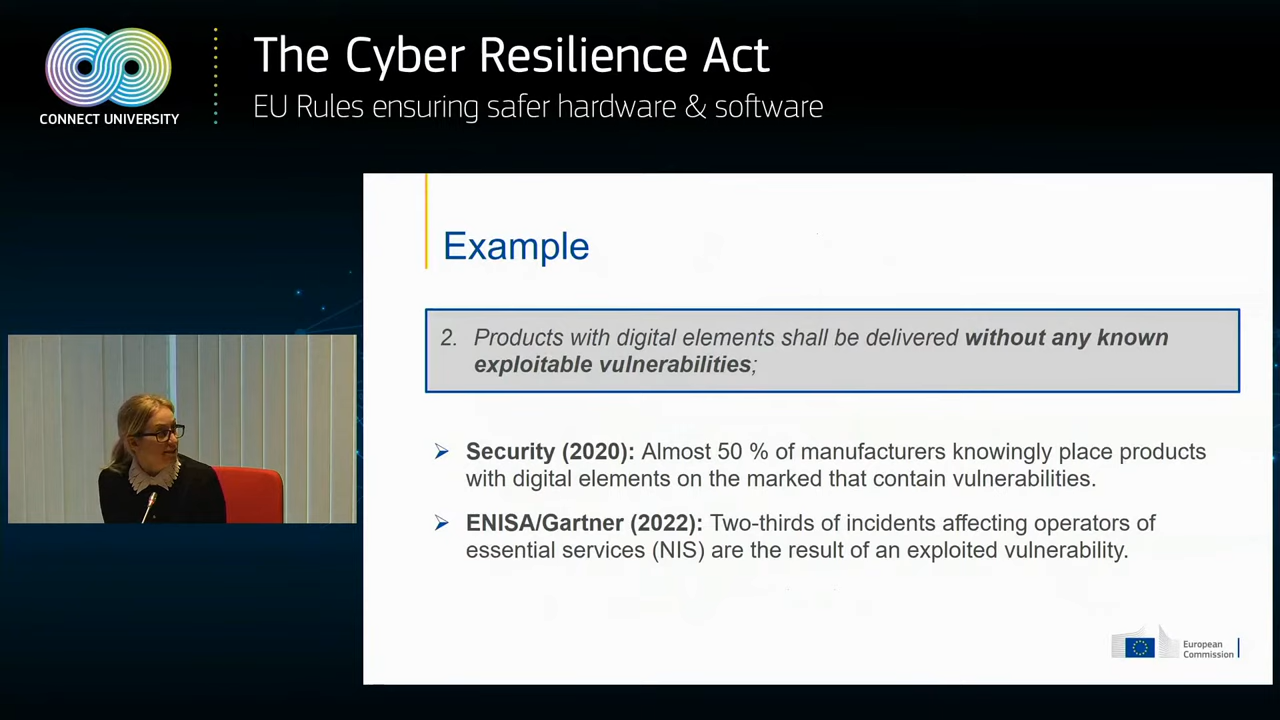 The Cyber Resilience Act
EU Rules ensuring safer hardware & software
CONNECT UNIVERSITY
Example
2. Products with digital elements shall be delivered without any known
exploitable vulnerabilities;
➢ Security (2020): Almost 50 % of manufacturers knowingly place products
with digital elements on the marked that contain vulnerabilities.
➢ ENISA/Gartner (2022): Two-thirds of incidents affecting operators of
essential services (NIS) are the result of an exploited vulnerability.
European
Commission